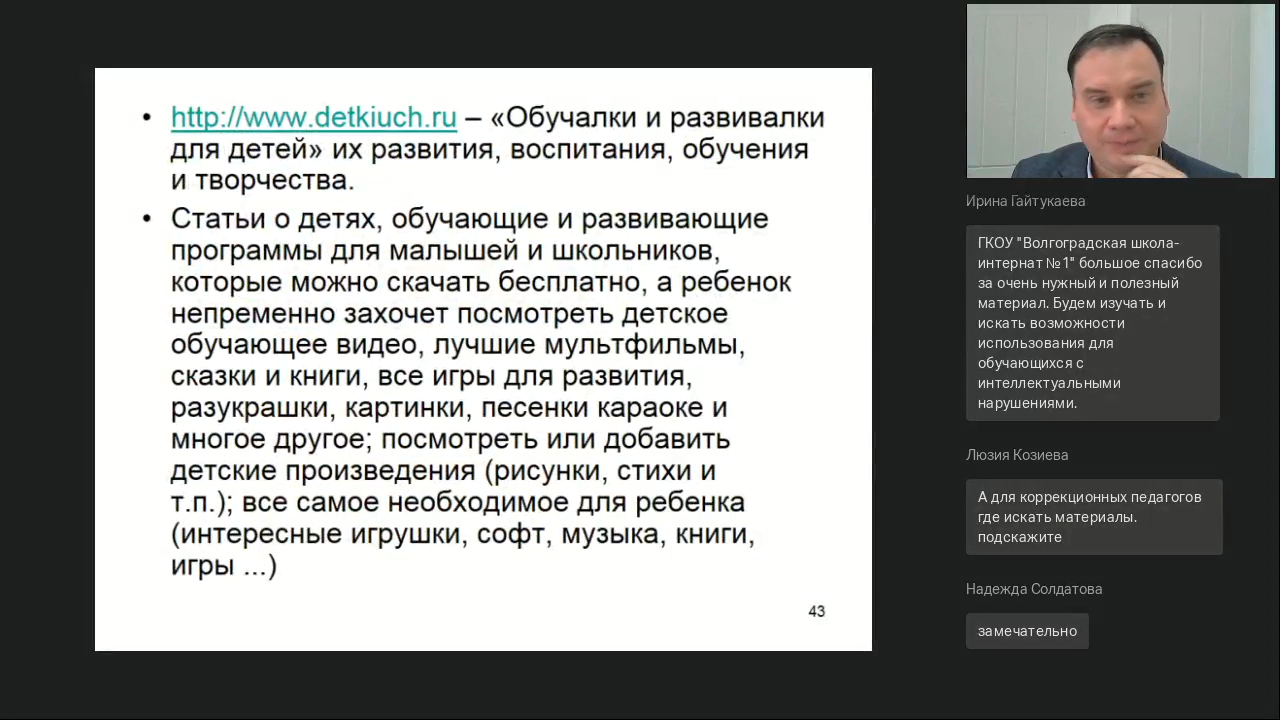 • http://www.detkiuch.ru – «Обучалки и развивалки
для детей» их развития, воспитания, обучения
и творчества.
• Статьи о детях, обучающие и развивающие
программы для малышей и школьников,
которые можно скачать бесплатно, а ребенок
непременно захочет посмотреть детское
обучающее видео, лучшие мультфильмы,
сказки и книги, все игры для развития,
разукрашки, картинки, песенки караоке и
многое другое; посмотреть или добавить
детские произведения (рисунки, стихи и
т.п.); все самое необходимое для ребенка
(интересные игрушки, софт, музыка, книги,
игры ...)
43
Ирина Гайтукаева
ГКОУ "Волгоградская школа-
интернат №1" большое спасибо
за очень нужный и полезный
материал. Будем изучать и
искать возможности
использования для
обучающихся с
интеллектуальными
нарушениями.
Люзия Козиева
А для коррекционных педагогов
где искать материалы.
подскажите
Надежда Солдатова
замечательно